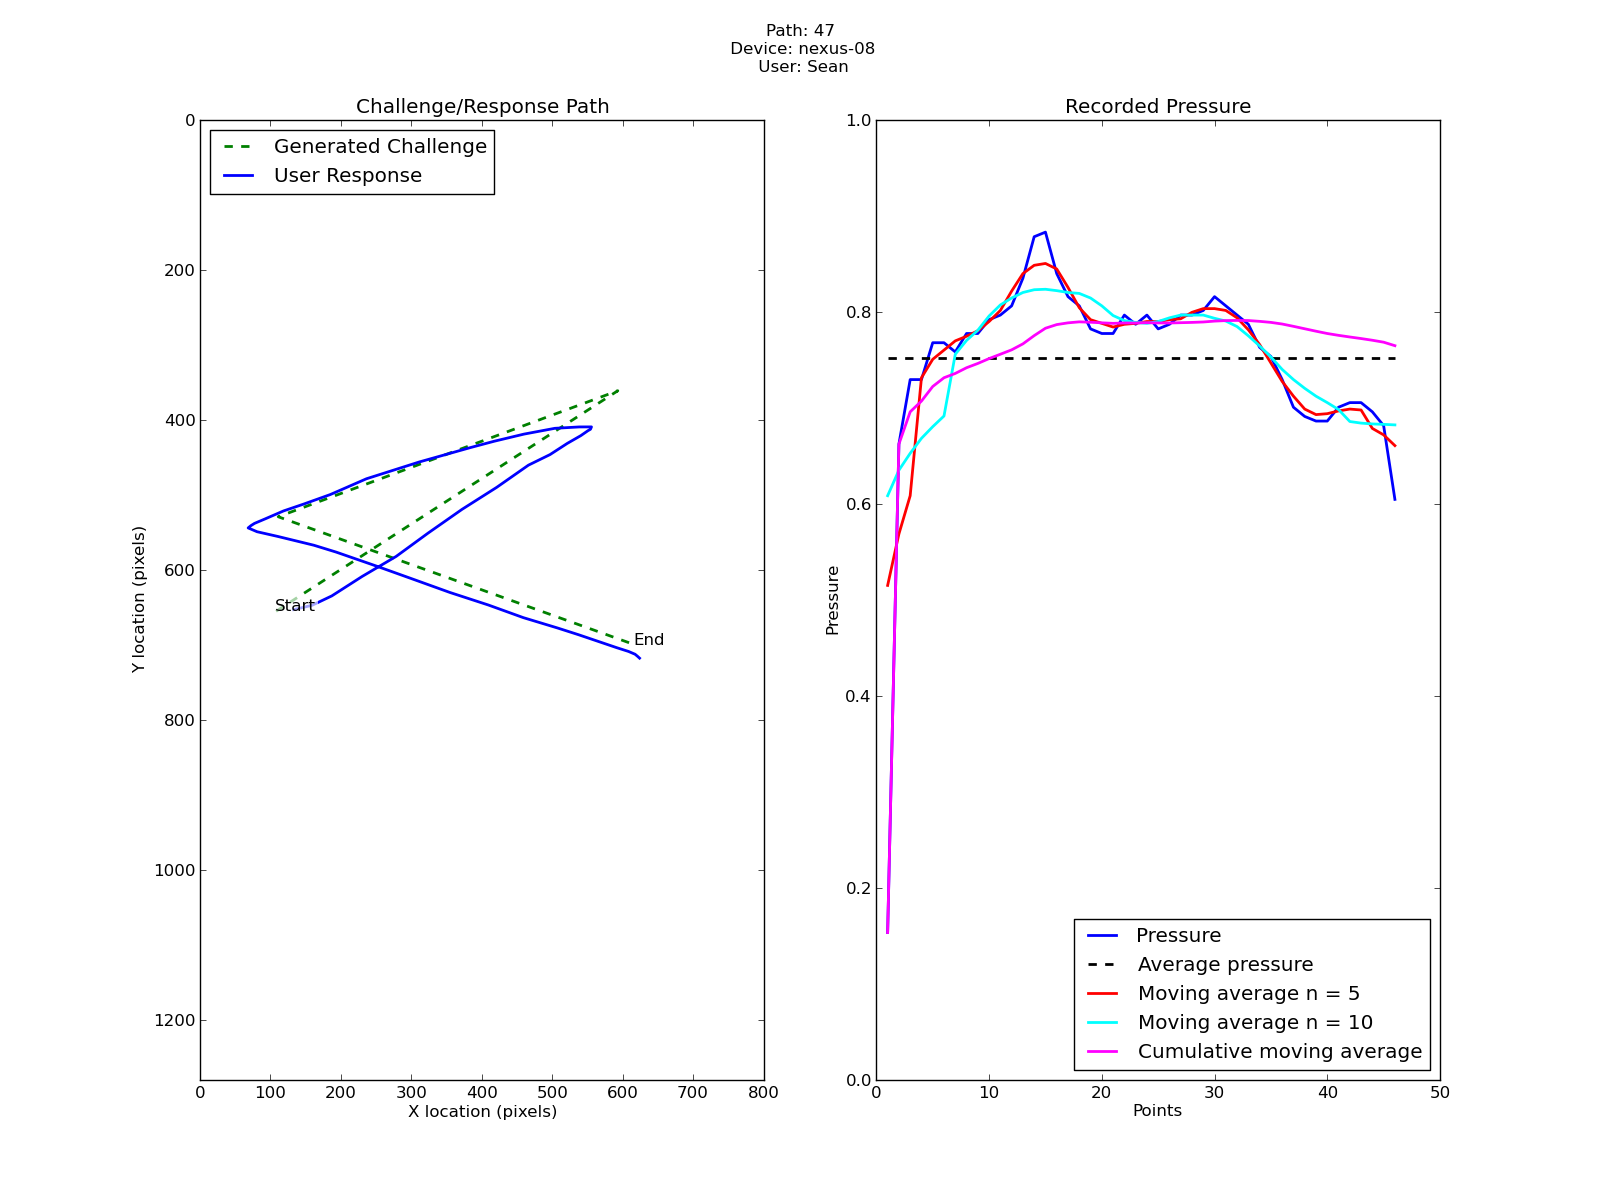 Path: 47
Device: nexus-08
User: Sean
Challenge/Response Path
Generated Challenge
User Response
0
200
400
600
800
1000
1200
Y location (pixels)
Start
End
0 100 200 300 400 500 600 700 800
X location (pixels)
Recorded Pressure
1.0
0.8
0.6
0.4
0.2
0.0
Pressure
Pressure
Average pressure
Moving average n = 5
Moving average n = 10
Cumulative moving average
0 10 20 30 40 50
Points